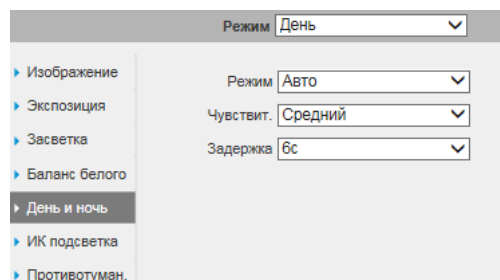 Режим День
Изображение
Режим Авто
Экспозиция
Чувствит. Средний
Засветка
Задержка 6с
Баланс белого
День и ночь
ИК подсветка
Противотуман.